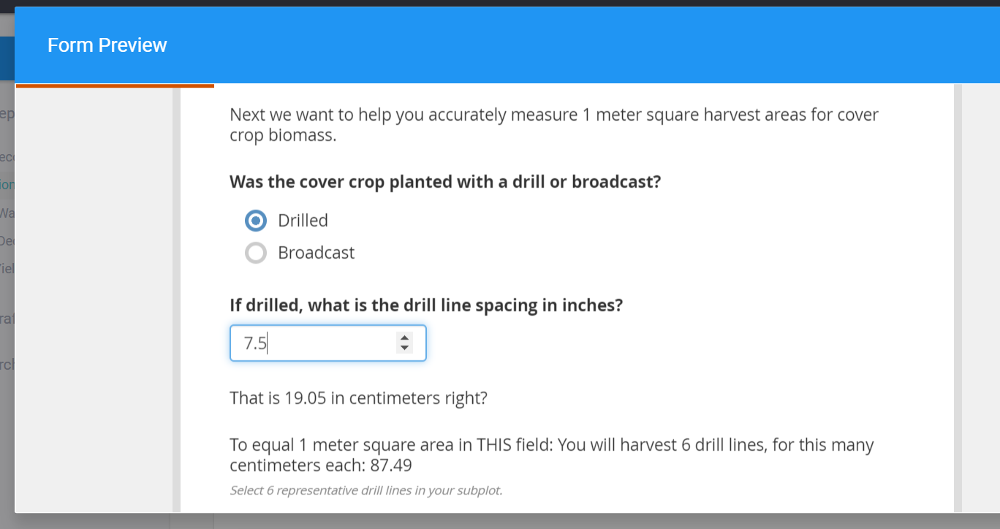 Form Preview
Next we want to help you accurately measure 1 meter square harvest areas for cover
crop biomass.
Was the cover crop planted with a drill or broadcast?
Drilled
Broadcast
If drilled, what is the drill line spacing in inches?
7.5
That is 19.05 in centimeters right?
To equal 1 meter square area in THIS field: You will harvest 6 drill lines, for this many
centimeters each: 87.49
Select 6 representative drill lines in your subplot.